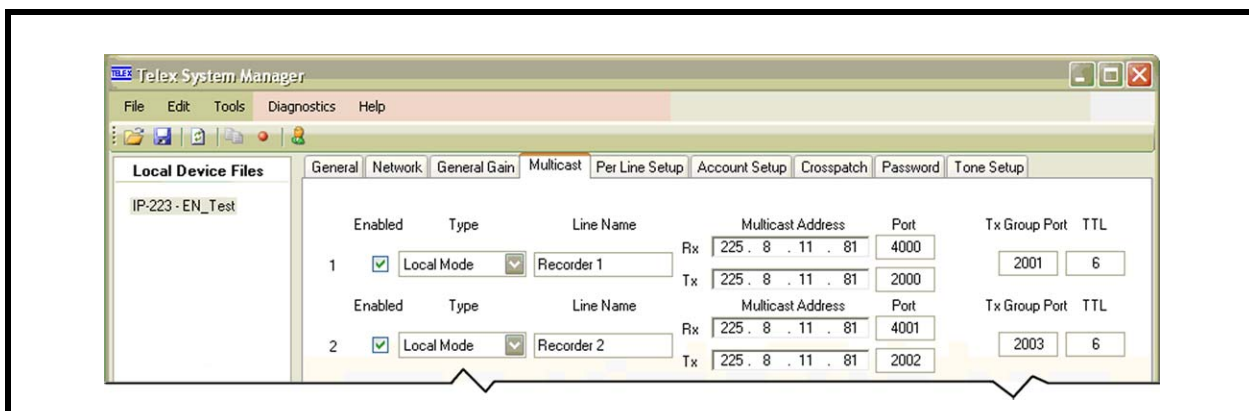 TELEX Telex System Manager
File Edit Tools Diagnostics Help
Local Device Files
IP-223 - EN_Test
General Network General Gain Multicast Per Line Setup Account Setup Crosspatch Password Tone Setup
Enabled Type Line Name Multicast Address Port Tx Group Port TTL
1 Local Mode Recorder 1 Rx 225 . 8 . 11 . 81 4000 2001 6
Tx 225 . 8 . 11 . 81 2000
Enabled Type Line Name Multicast Address Port Tx Group Port TTL
2 Local Mode Recorder 2 Rx 225 . 8 . 11 . 81 4001 2003 6
Tx 225 . 8 . 11 . 81 2002